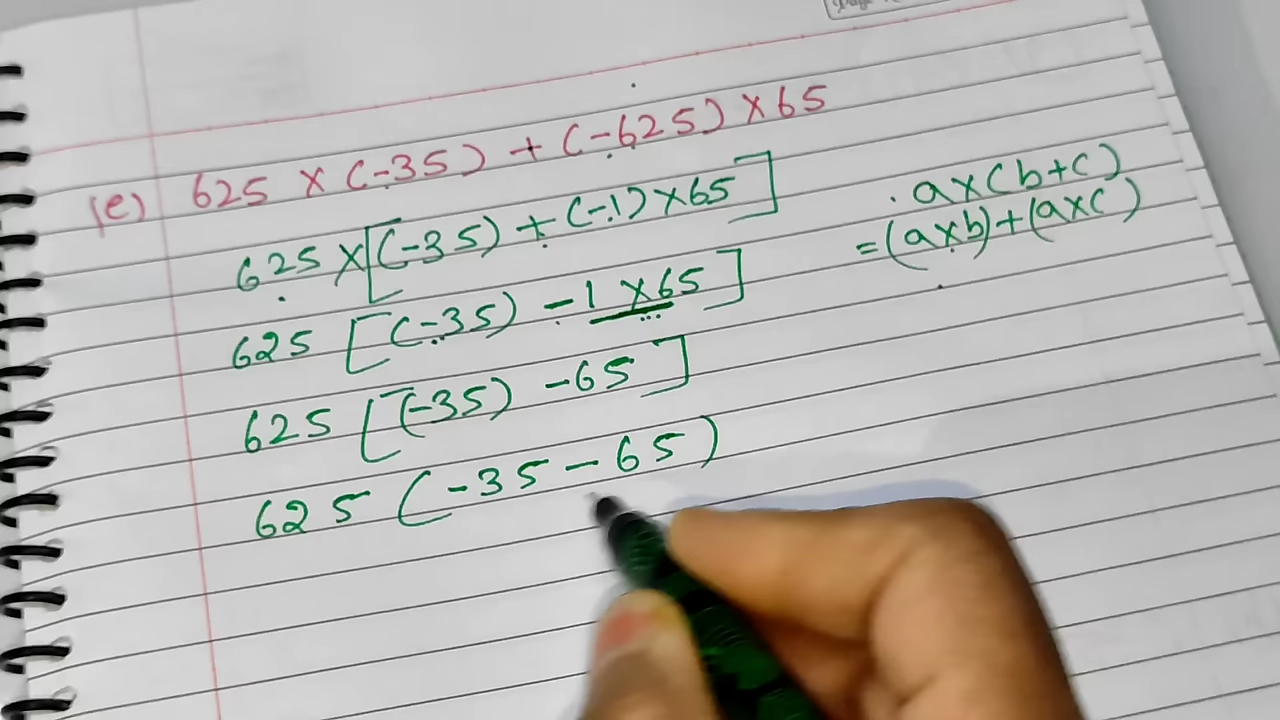 (e) 625 × (-35) + (-625) × 65
625 × [(-35) + (-1) × 65]
625 [(-35) - 1 × 65]
625 [(-35) - 65]
625 (-35 - 65)
a × (b + c)
= (a × b) + (a × c)